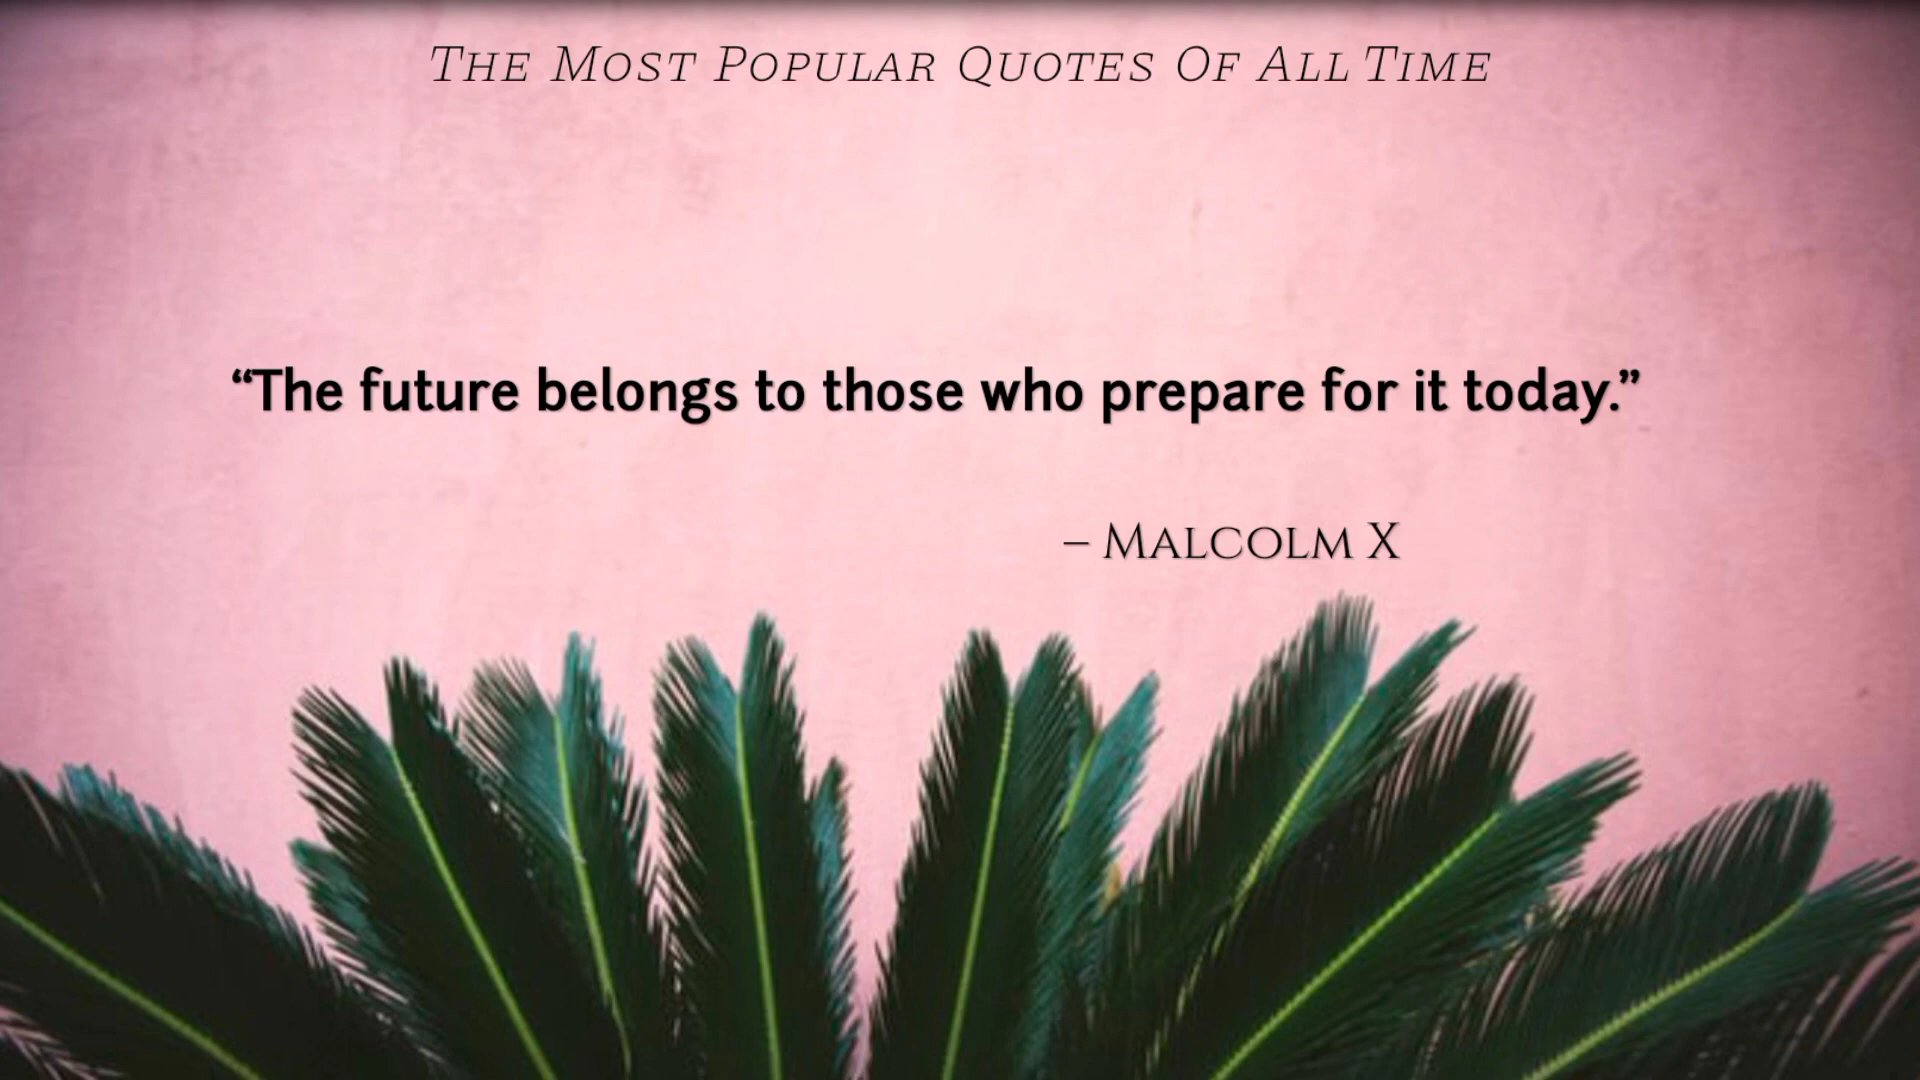 The Most Popular Quotes Of All Time
“The future belongs to those who prepare for it today.”
– Malcolm X